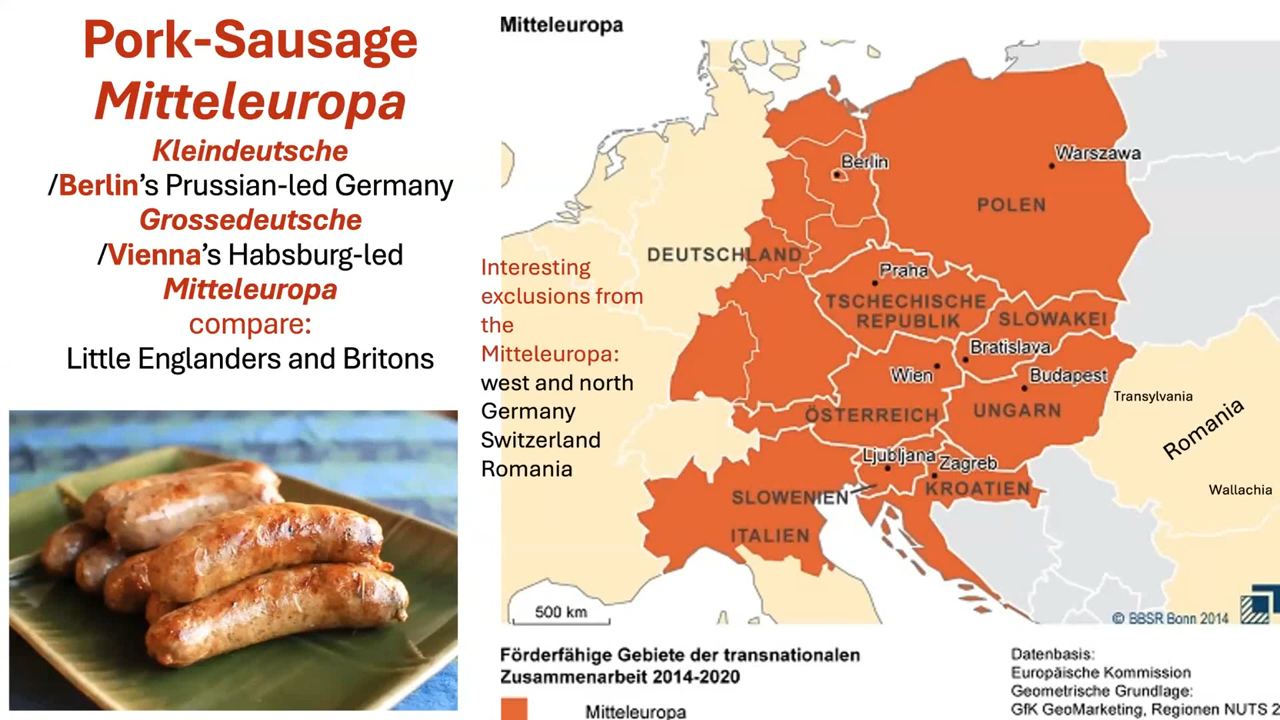 Pork-Sausage
Mitteleuropa
Kleindeutsche
/Berlin's Prussian-led Germany
Grossedeutsche
/Vienna's Habsburg-led
Mitteleuropa
compare:
Little Englanders and Britons
Interesting
exclusions from
the
Mitteleuropa:
west and north
Germany
Switzerland
Romania
Mitteleuropa
Berlin
Warszawa
POLEN
DEUTSCHLAND
Praha
TSCHECHISCHE
REPUBLIK
SLOWAKEI
Bratislava
Wien
Budapest
ÖSTERREICH
UNGARN
Transylvania
Romania
Wallachia
Ljubljana
Zagreb
SLOWENIEN
KROATIEN
ITALIEN
500 km
© BBSR Bonn 2014
Förderfähige Gebiete der transnationalen
Zusammenarbeit 2014-2020
Mitteleuropa
Datenbasis:
Europäische Kommission
Geometrische Grundlage:
GfK GeoMarketing, Regionen NUTS 2